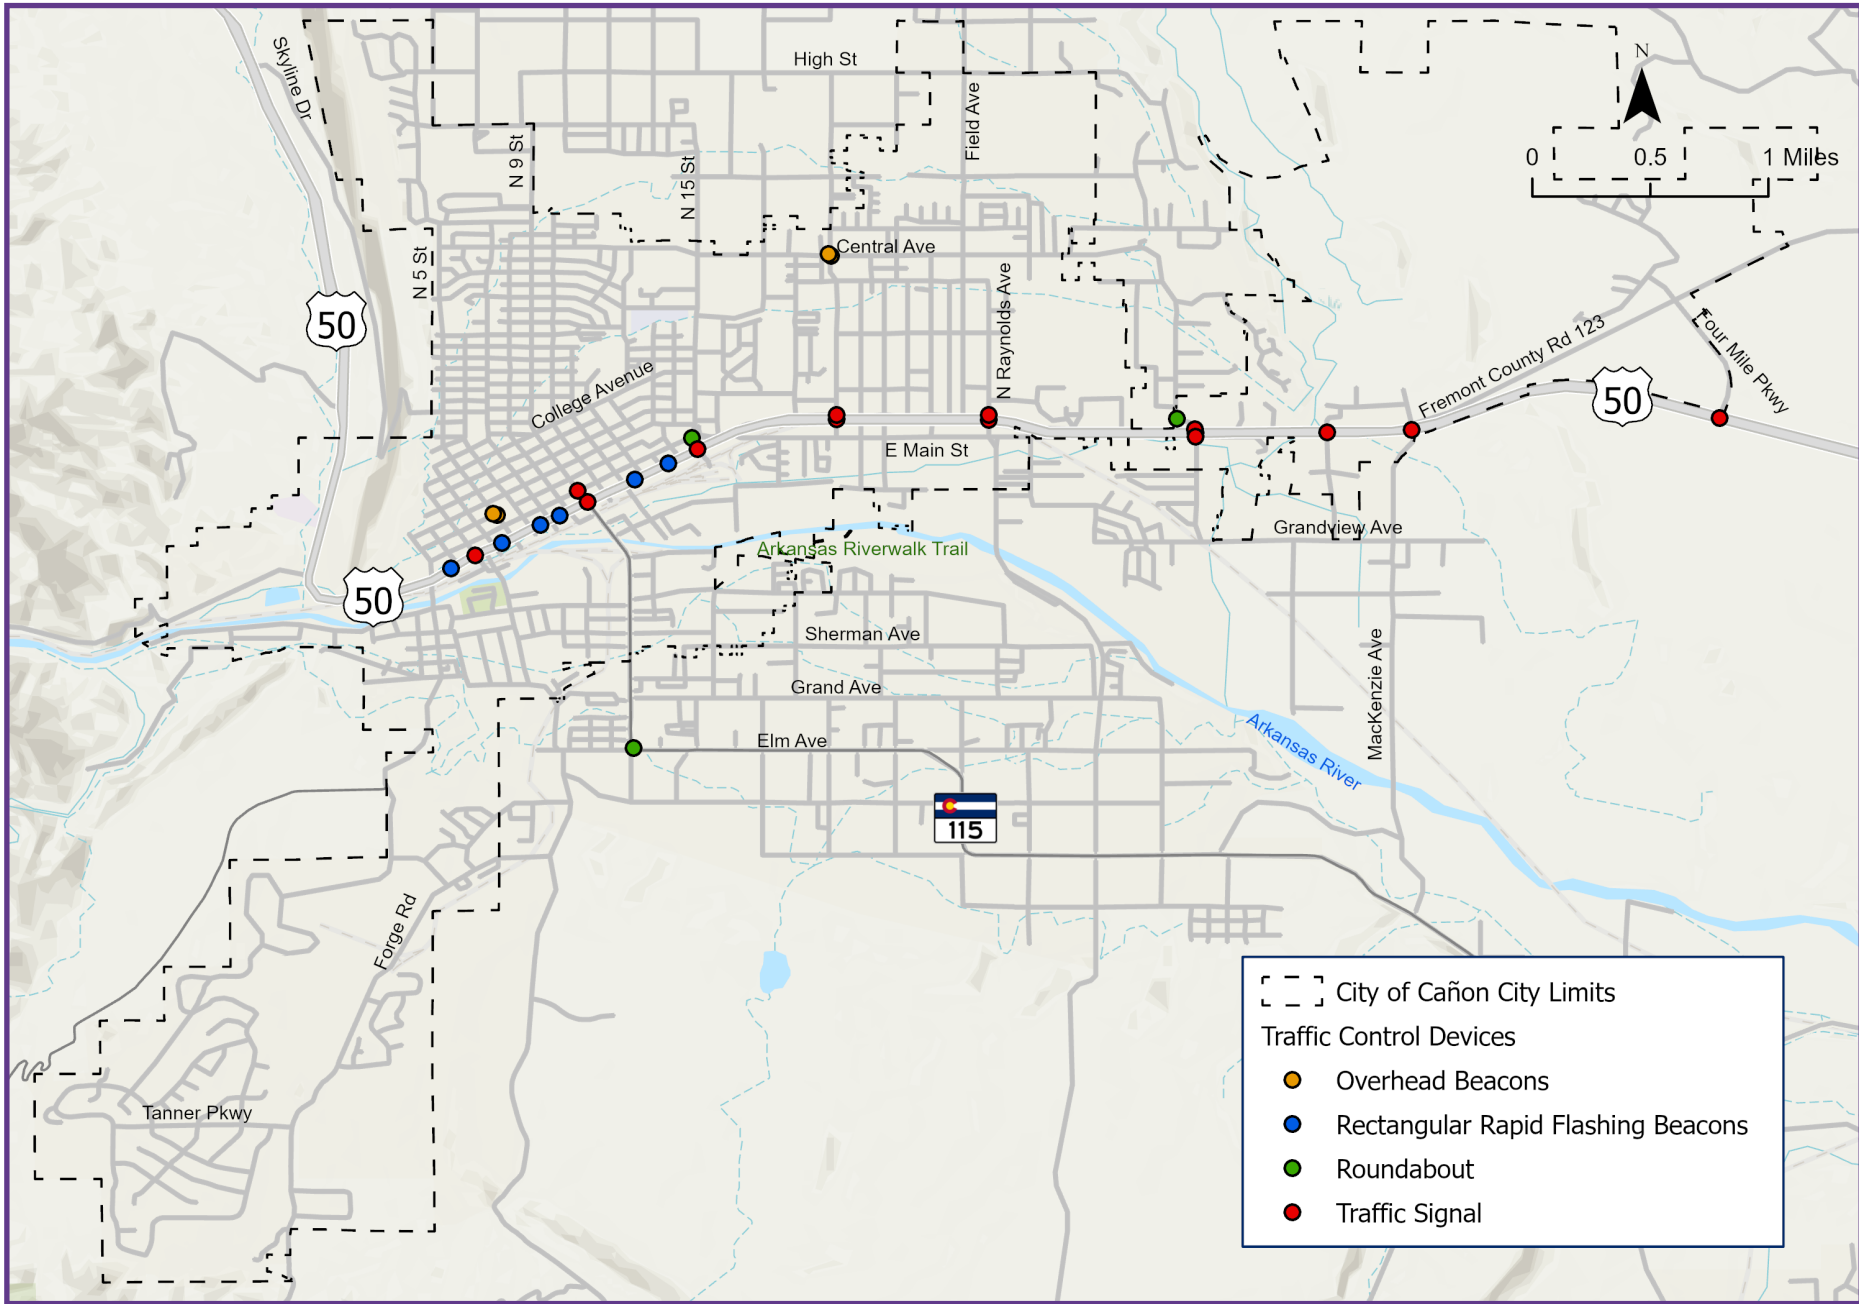 High St
Skyline Dr
N 9 St
N 15 St
Field Ave
N
0 0.5 1 Miles
N 5 St
Central Ave
50
N Raynolds Ave
Fremont County Rd 123
Four Mile Pkwy
50
College Avenue
E Main St
Grandview Ave
Arkansas Riverwalk Trail
50
Sherman Ave
MacKenzie Ave
Grand Ave
Elm Ave
Arkansas River
115
Forge Rd
Tanner Pkwy
City of Cañon City Limits
Traffic Control Devices
Overhead Beacons
Rectangular Rapid Flashing Beacons
Roundabout
Traffic Signal